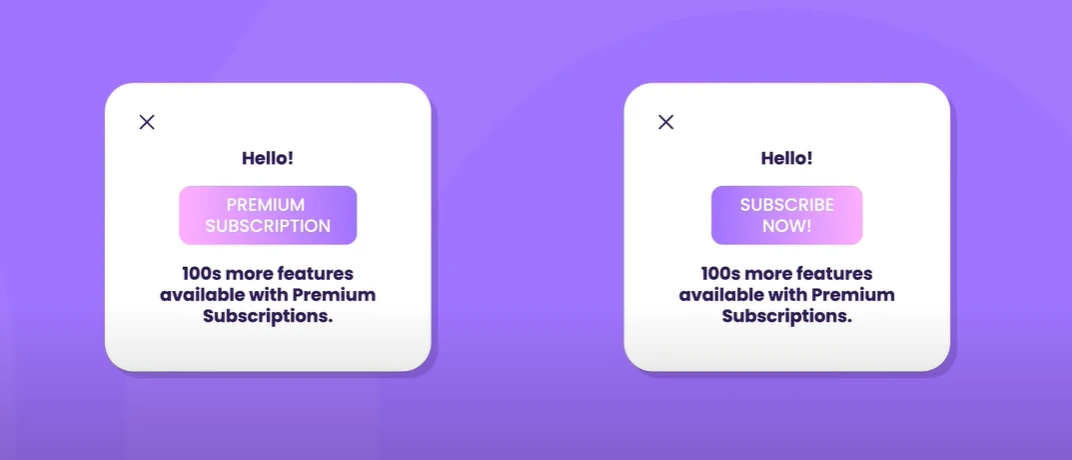 Hello!
PREMIUM
SUBSCRIPTION
100s more features
available with Premium
Subscriptions.
Hello!
SUBSCRIBE
NOW!
100s more features
available with Premium
Subscriptions.